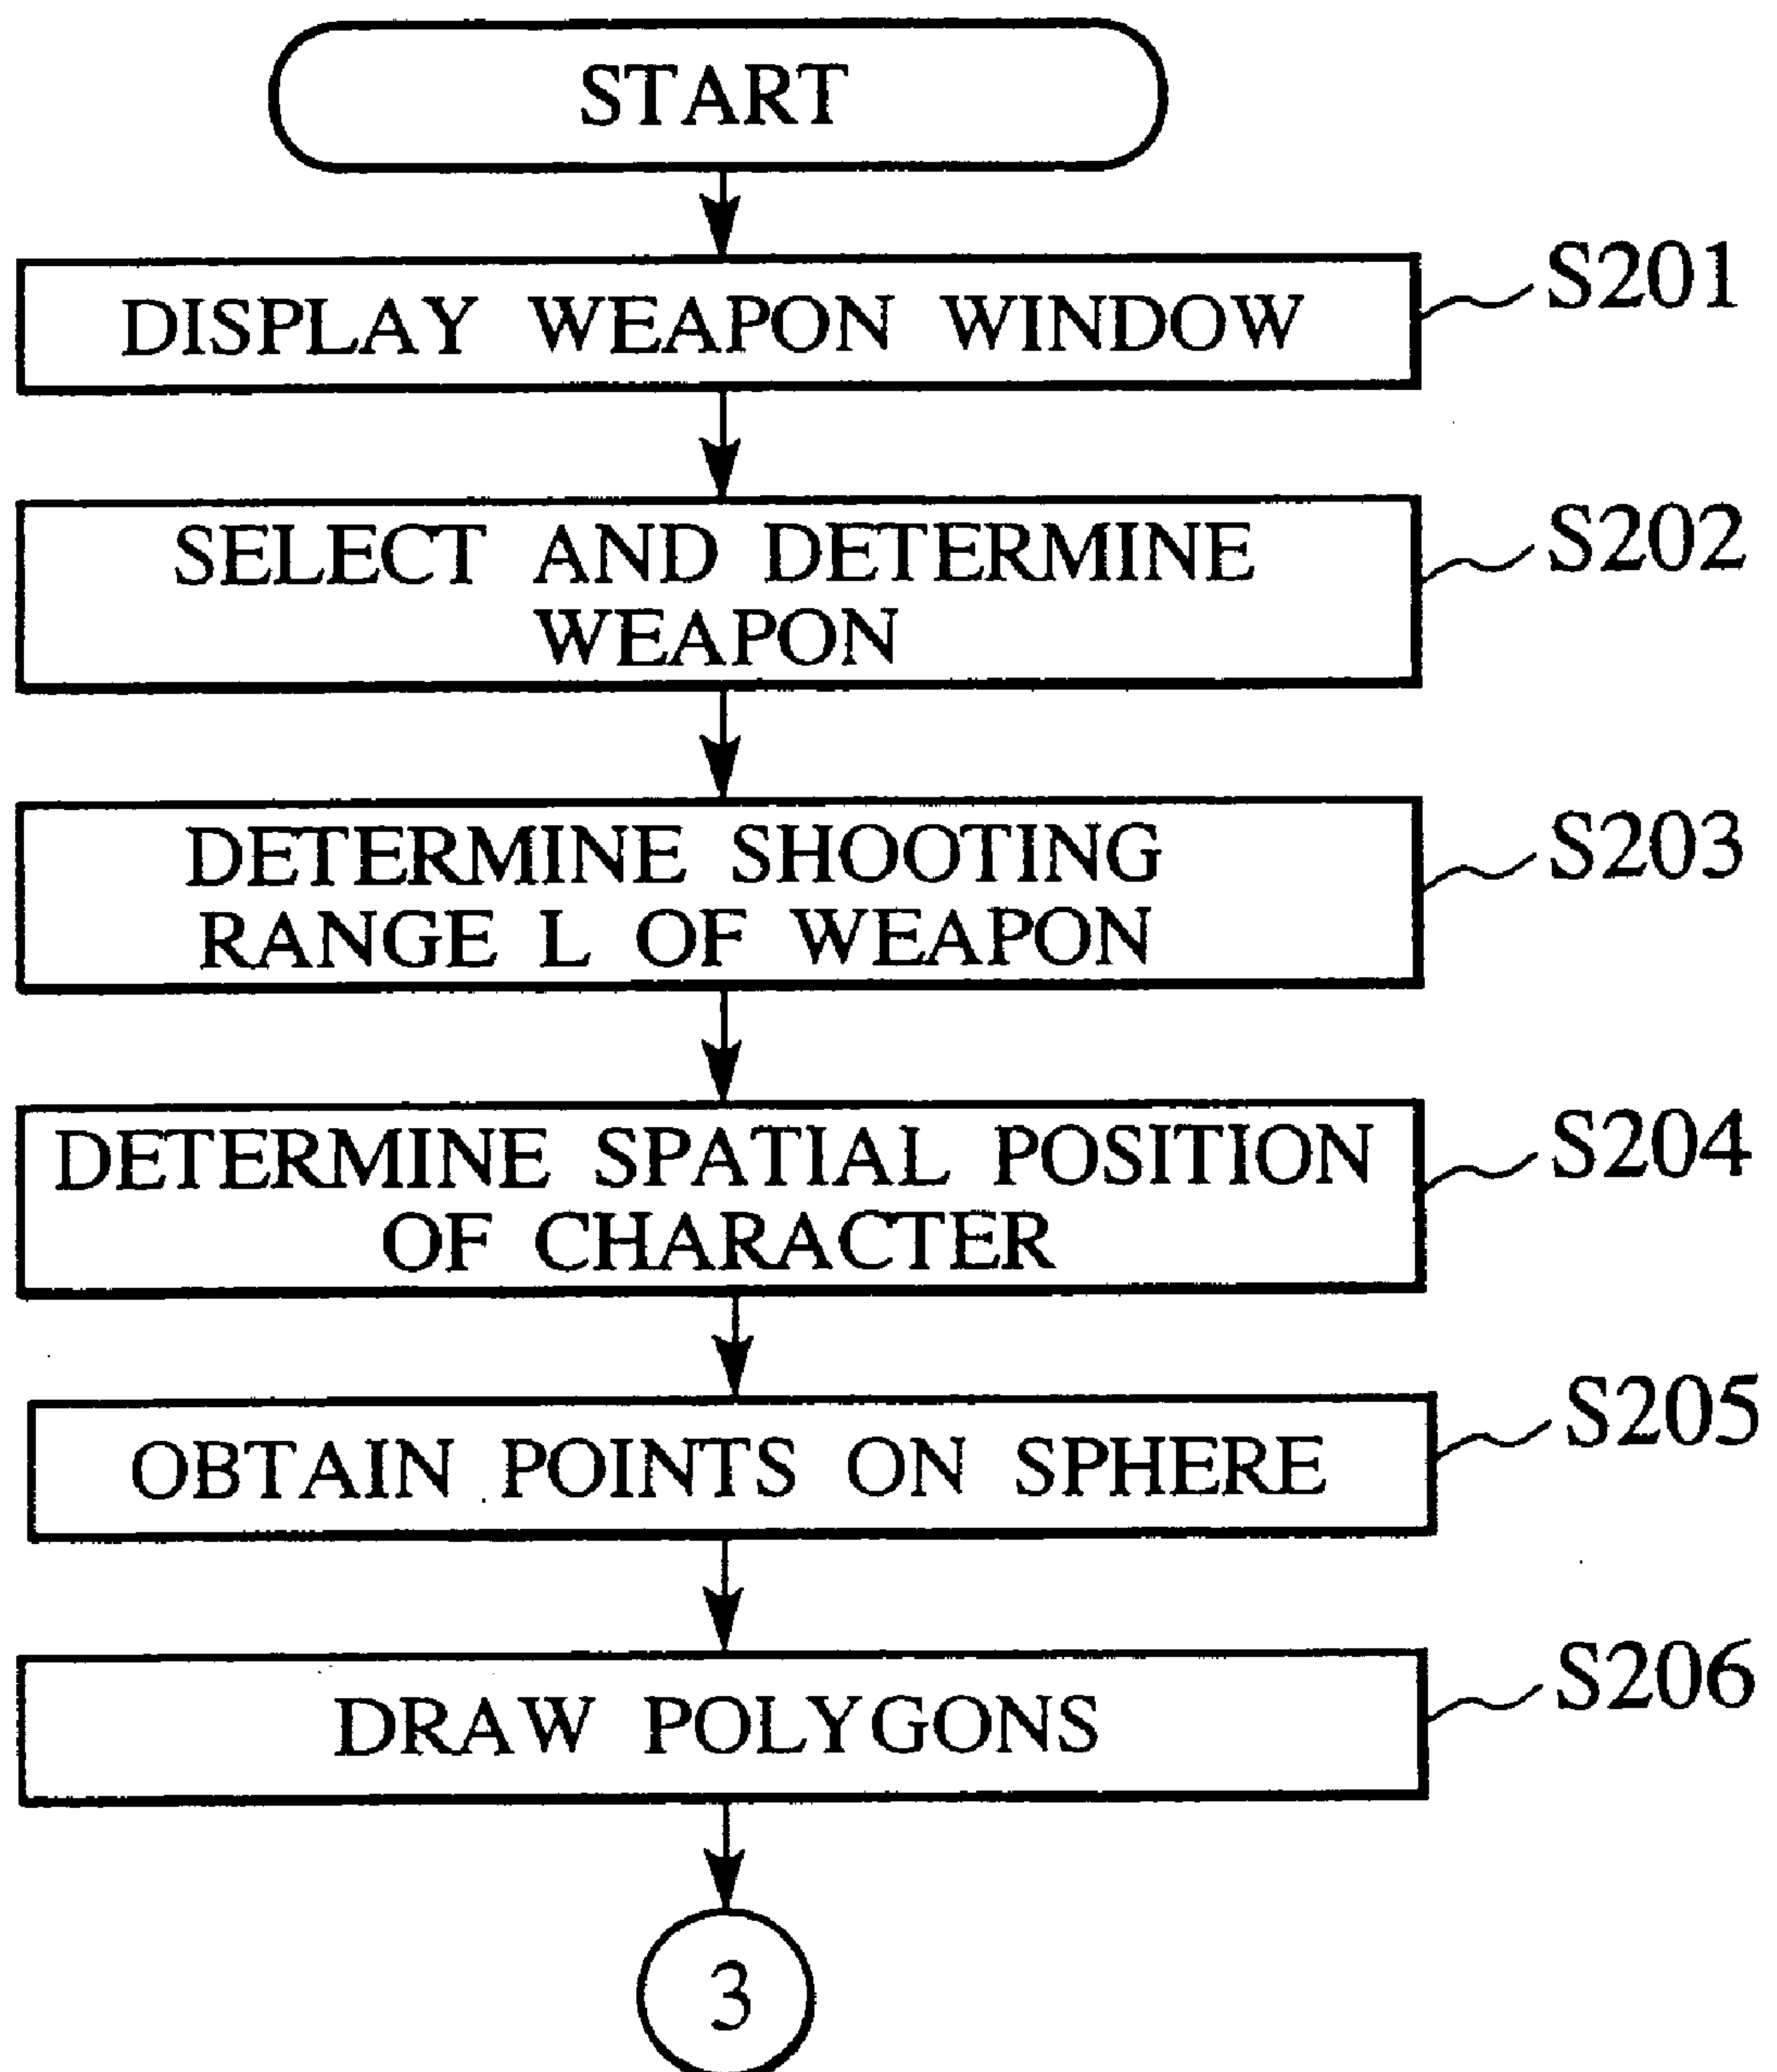 START
DISPLAY WEAPON WINDOW
S201
SELECT AND DETERMINE
WEAPON
S202
DETERMINE SHOOTING
RANGE L OF WEAPON
S203
DETERMINE SPATIAL POSITION
OF CHARACTER
S204
OBTAIN POINTS ON SPHERE
S205
DRAW POLYGONS
S206
3